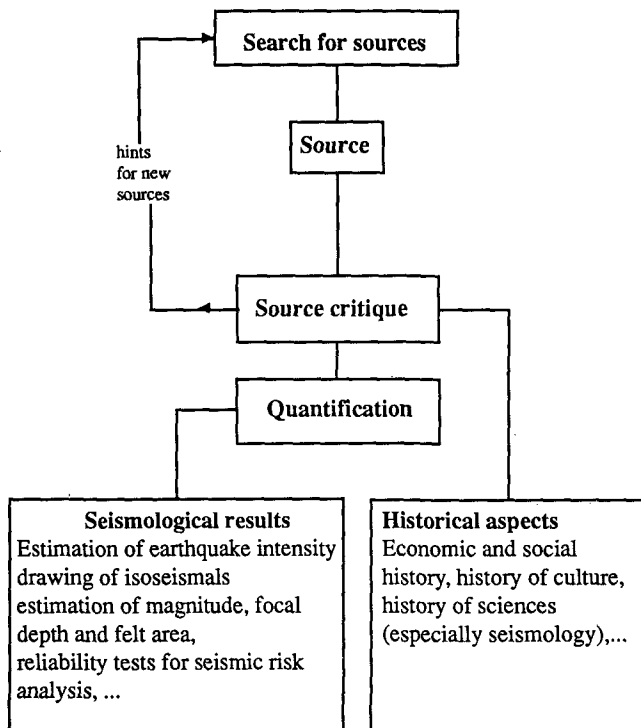 Search for sources
Source
hints
for new
sources
Source critique
Quantification
Seismological results
Estimation of earthquake intensity
drawing of isoseismals
estimation of magnitude, focal
depth and felt area,
reliability tests for seismic risk
analysis, ...
Historical aspects
Economic and social
history, history of culture,
history of sciences
(especially seismology),...